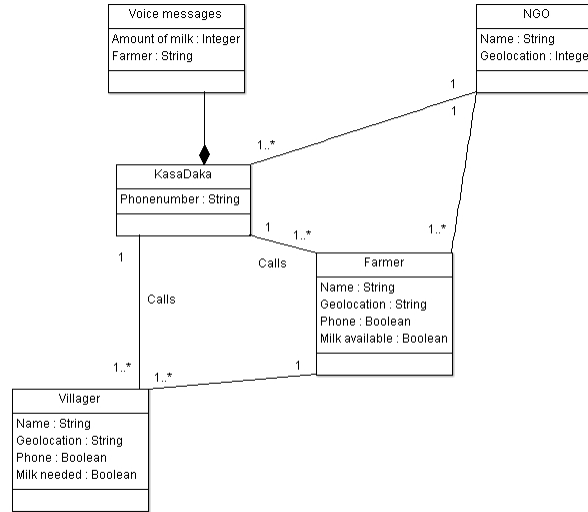 Voice messages
Amount of milk : Integer
Farmer : String
NGO
Name : String
Geolocation : Intege
1
1
1..*
KasaDaka
Phonenumber : String
1
1..*
1..*
1
Calls
Farmer
Name : String
Geolocation : String
Phone : Boolean
Milk available : Boolean
Calls
1..*
1..*
1
Villager
Name : String
Geolocation : String
Phone : Boolean
Milk needed : Boolean